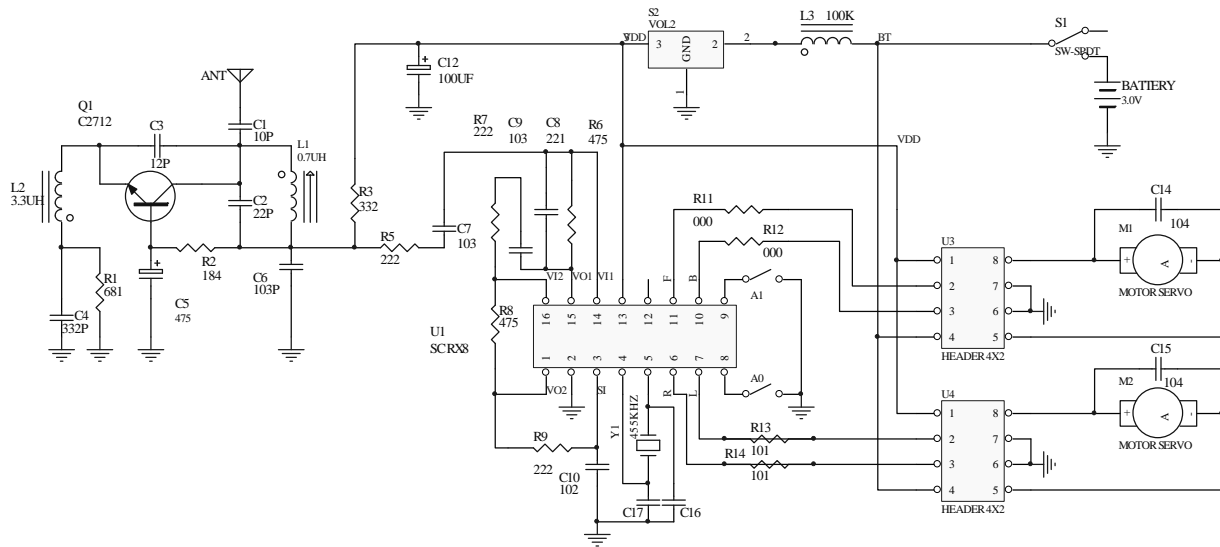 S2
VOL2
L3 100K
S1
VDD
3
GND
2
2
1
BT
SW-SPDT
BATTERY
3.0V
C12
100UF
ANT
Q1
C2712
C3
12P
C1
10P
L1
0.7UH
L2
3.3UH
C2
22P
R3
332
R7
222
C9
103
C8
221
R6
475
VDD
R1
681
C4
332P
C5
475
R2
184
C6
103P
R5
222
C7
103
VI2
VO1
VI1
F
B
R11
000
R12
000
A1
A0
R8
475
U1
SCRX8
16
15
14
13
12
11
10
9
1
2
3
4
5
6
7
8
VO2
SI
R
L
R9
222
C10
102
Y1
455KHZ
C17
C16
R13
101
R14
101
U3
1
2
3
4
8
7
6
5
HEADER 4X2
C14
104
M1
+
A
-
MOTOR SERVO
U4
1
2
3
4
8
7
6
5
HEADER 4X2
C15
104
M2
+
A
-
MOTOR SERVO